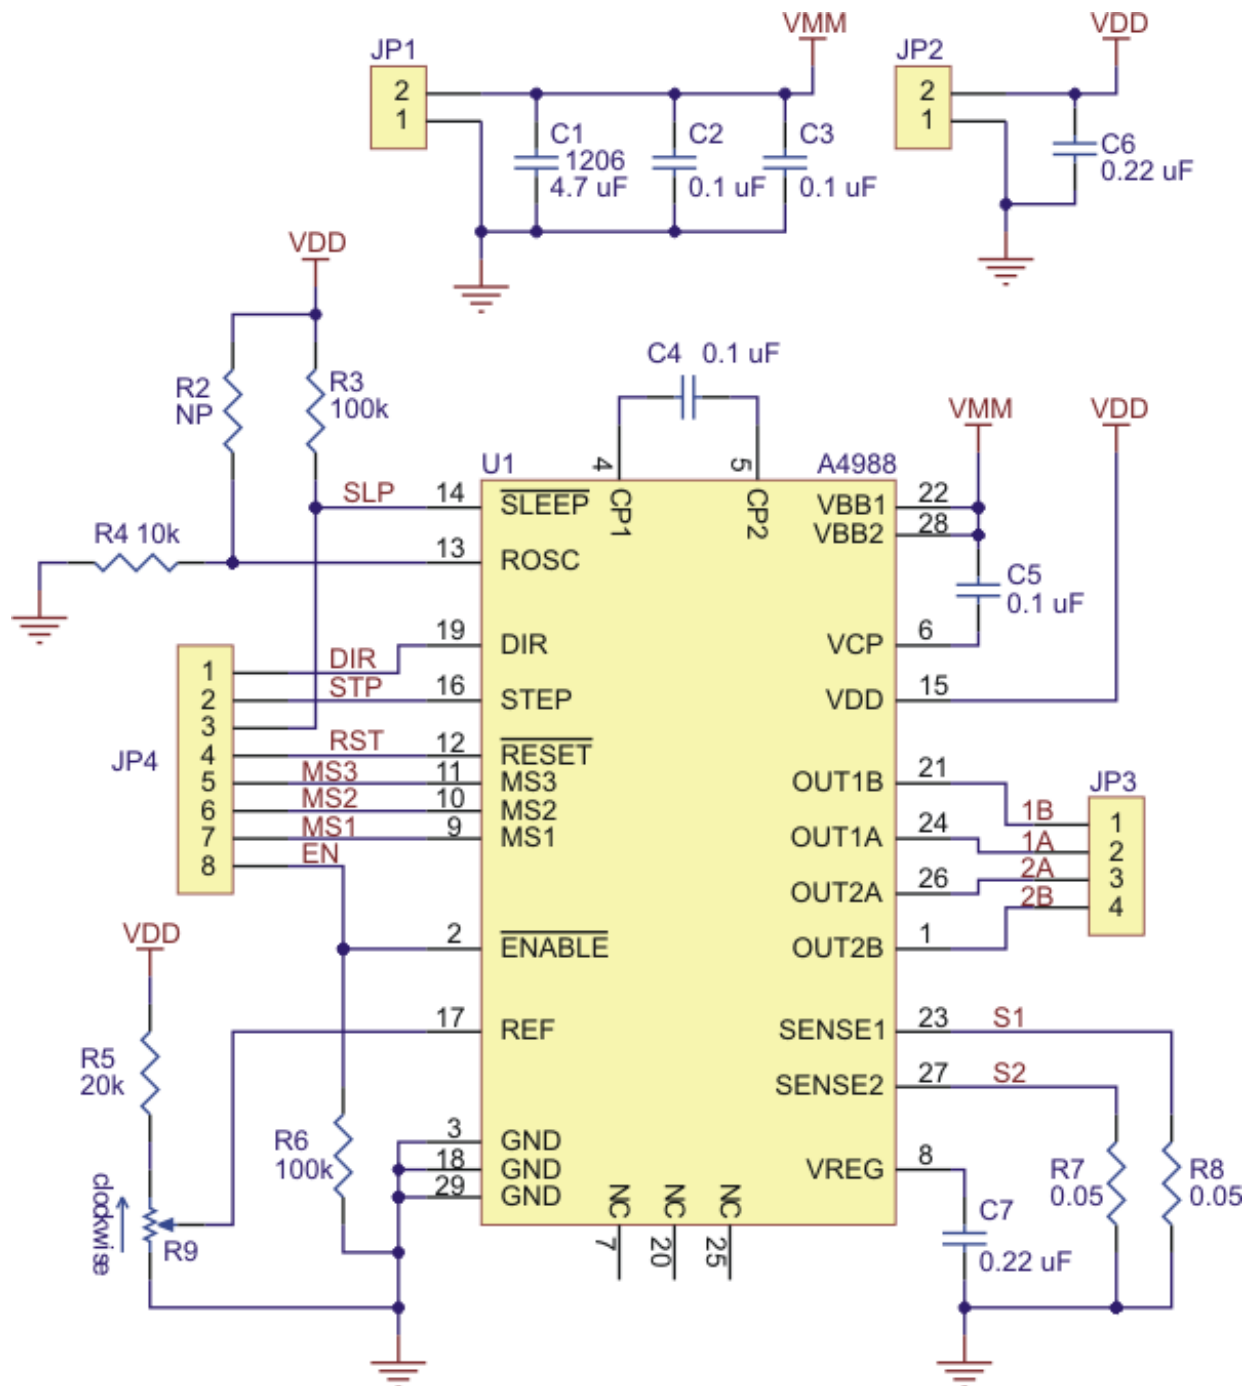 VMM
VDD
JP1
JP2
2
1
2
1
C1
1206
4.7 uF
C2
0.1 uF
C3
0.1 uF
C6
0.22 uF
VDD
R2
NP
R3
100k
C4 0.1 uF
VMM
VDD
U1
A4988
4
5
CP1
CP2
SLP
14
SLEEP
R4 10k
13
ROSC
VBB1
22
VBB2
28
C5
0.1 uF
VCP
6
VDD
15
JP4
1
2
3
4
5
6
7
8
DIR
19
DIR
STP
16
STEP
RST
12
RESET
MS3
11
MS3
MS2
10
MS2
MS1
9
MS1
EN
2
ENABLE
OUT1B
21
OUT1A
24
OUT2A
26
OUT2B
1
JP3
1B
1
1A
2
2A
3
2B
4
VDD
R5
20k
17
REF
clockwise
R9
R6
100k
3
GND
18
GND
29
GND
NC
7
NC
20
NC
25
SENSE1
23
S1
SENSE2
27
S2
VREG
8
C7
0.22 uF
R7
0.05
R8
0.05